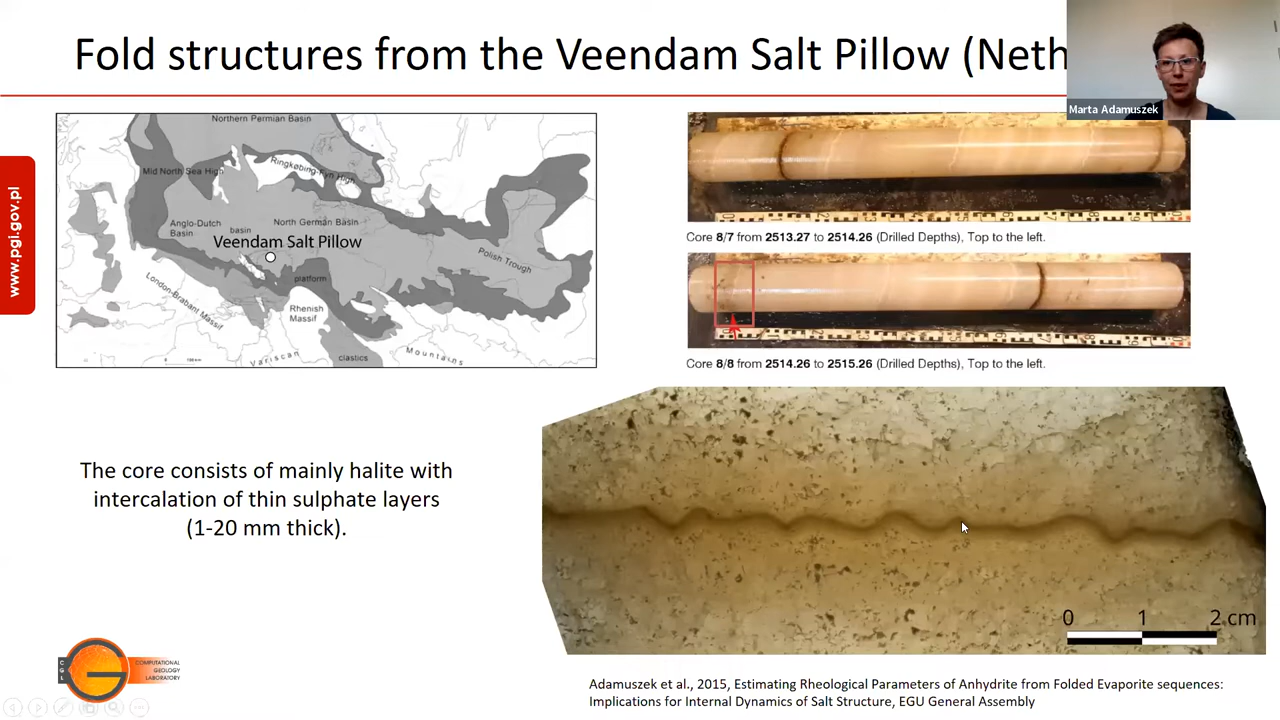 Fold structures from the Veendam Salt Pillow (Neth
Marta Adamuszek
www.pgi.gov.pl
Northern Permian Basin
Mid North Sea High
Ringkøbing-Fyn High
Anglo-Dutch
Basin
basin
North German Basin
Veendam Salt Pillow
Polish Trough
platform
London-Brabant Massif
Rhenish
Massif
Variscan
clastics
Mountains
Core 8/7 from 2513.27 to 2514.26 (Drilled Depths), Top to the left.
Core 8/8 from 2514.26 to 2515.26 (Drilled Depths), Top to the left.
The core consists of mainly halite with
intercalation of thin sulphate layers
(1-20 mm thick).
0 1 2 cm
CGL
COMPUTATIONAL
GEOLOGY
LABORATORY
Adamuszek et al., 2015, Estimating Rheological Parameters of Anhydrite from Folded Evaporite sequences:
Implications for Internal Dynamics of Salt Structure, EGU General Assembly